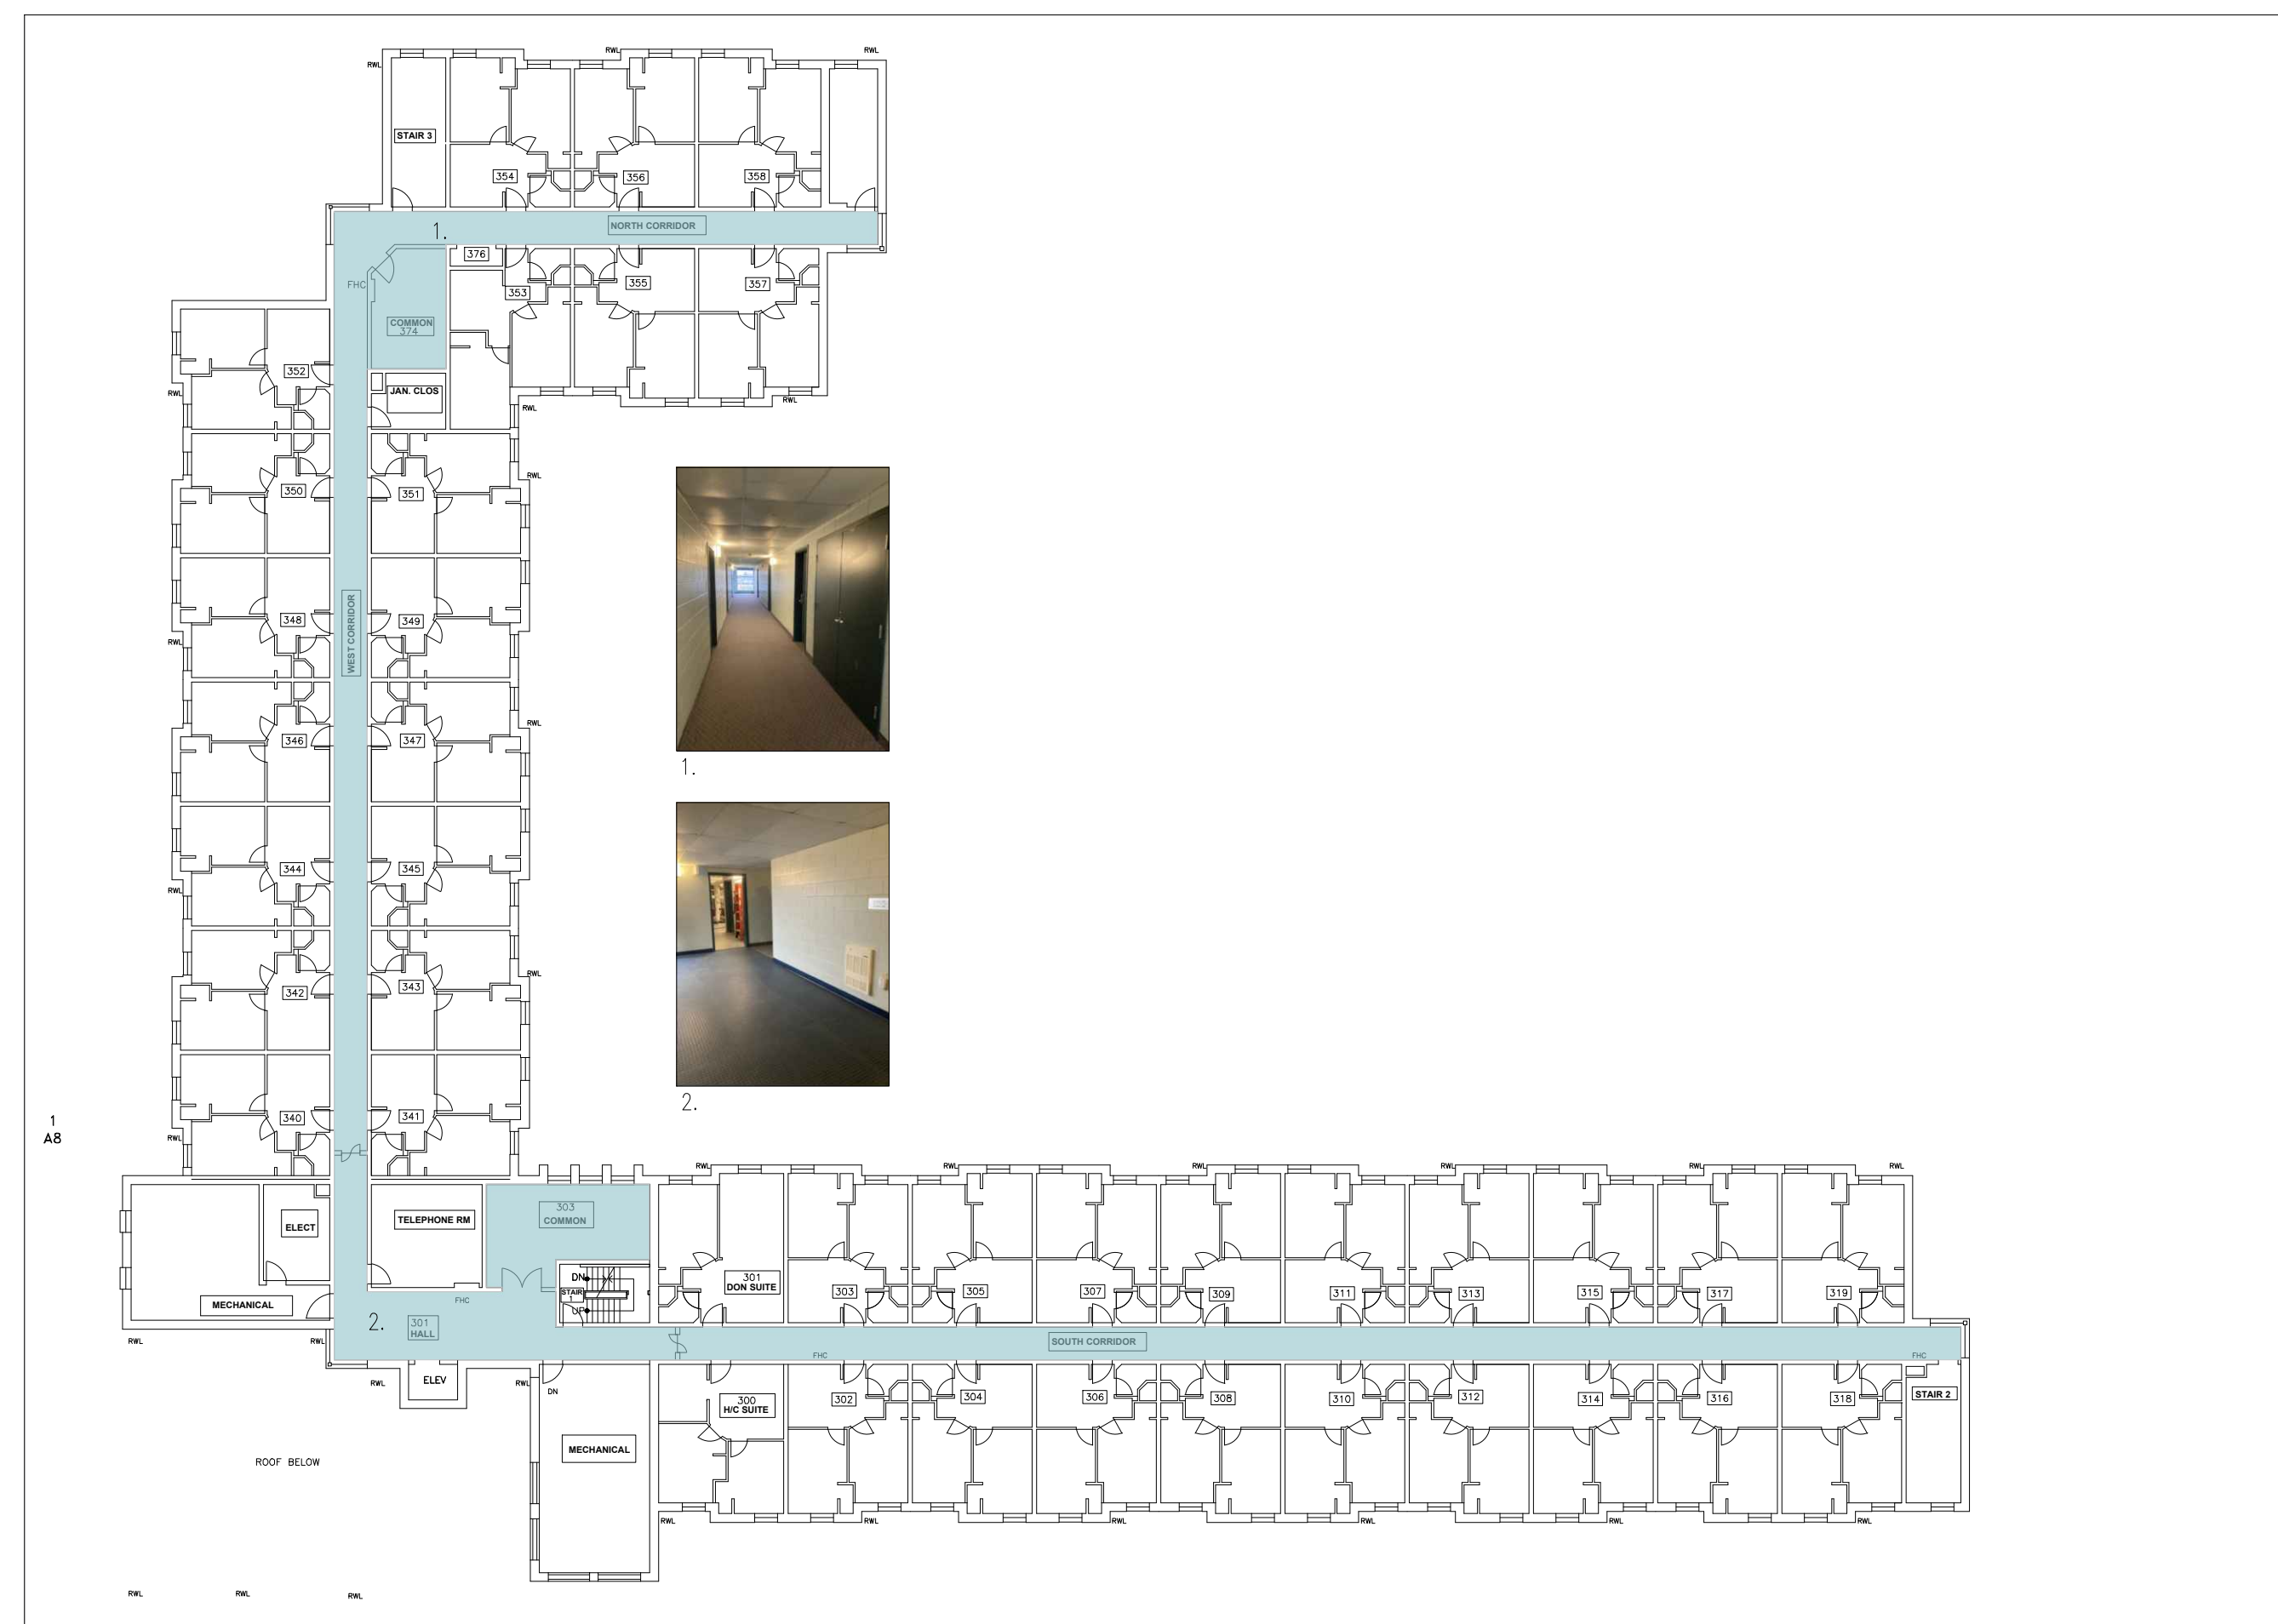 RWL
RWL
RWL
STAIR 3
354
356
358
NORTH CORRIDOR
1.
376
FHC
353
355
357
COMMON
374
352
JAN. CLOS
RWL
RWL
RWL
350
351
RWL
WEST CORRIDOR
348
349
RWL
346
347
RWL
1.
344
345
RWL
342
343
RWL
2.
340
341
1
A8
RWL
RWL
RWL
RWL
RWL
RWL
RWL
303
COMMON
ELECT
TELEPHONE RM
MECHANICAL
DN
STAIR
1
UP
301
DON SUITE
303
305
307
309
311
313
315
317
319
FHC
2.
301
HALL
RWL
RWL
SOUTH CORRIDOR
FHC
FHC
ELEV
RWL
RWL
DN
300
H/C SUITE
302
304
306
308
310
312
314
316
318
STAIR 2
MECHANICAL
ROOF BELOW
RWL
RWL
RWL
RWL
RWL
RWL
RWL
RWL
RWL